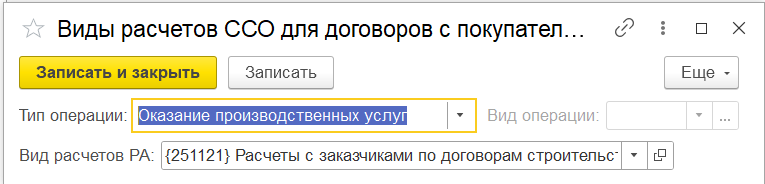 Виды расчетов ССО для договоров с покупател...
Записать и закрыть Записать Еще
Тип операции: Оказание производственных услуг Вид операции: ...
Вид расчетов РА: {251121} Расчеты с заказчиками по договорам строительст